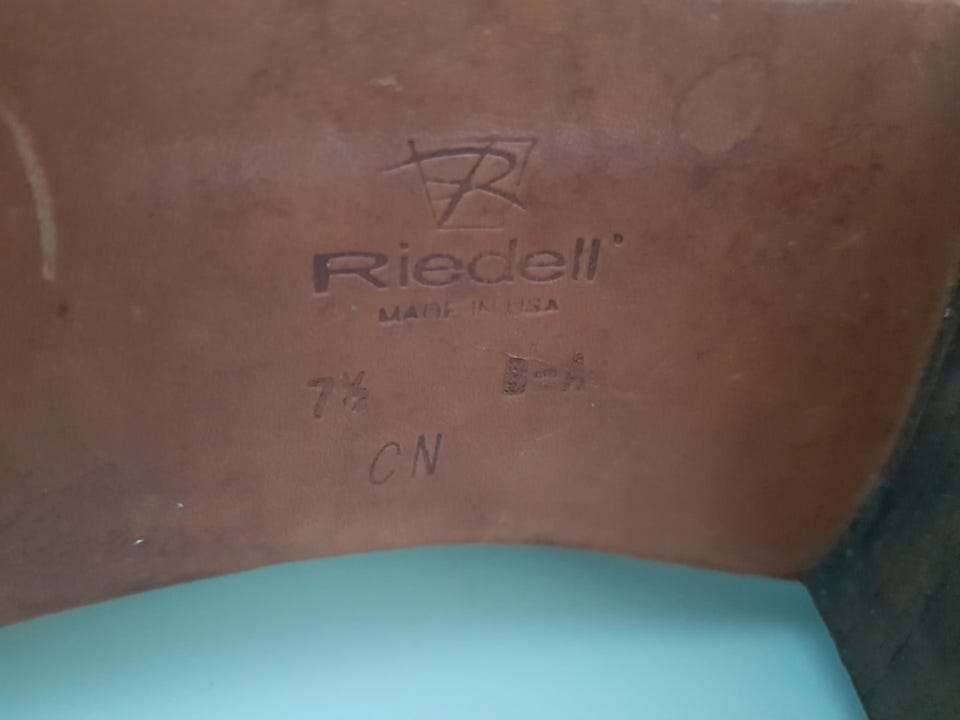 R
Riedell
MADE IN USA
7½ B-A
CN